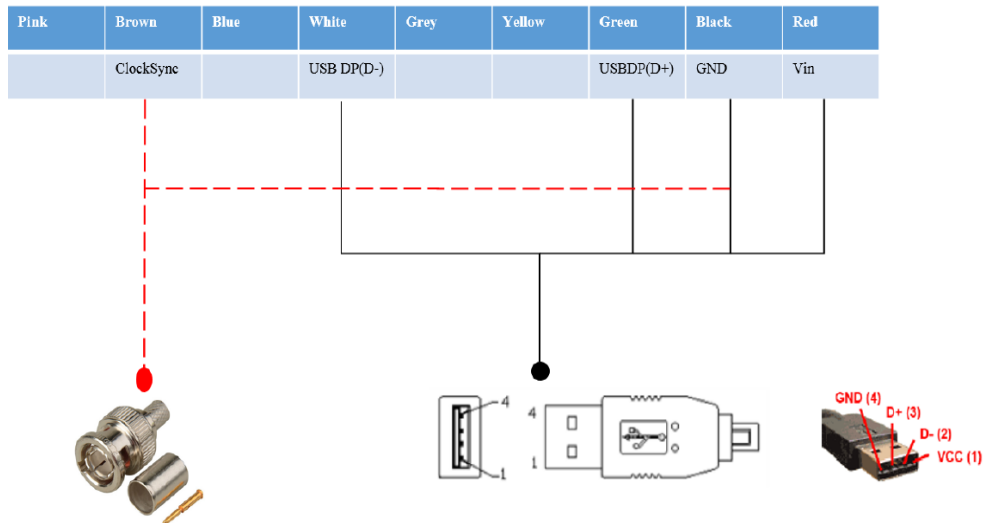 Pink Brown Blue White Grey Yellow Green Black Red
ClockSync USB DP(D-) USBDP(D+) GND Vin
GND (4)
D+ (3)
D- (2)
VCC (1)
4
1
4
1